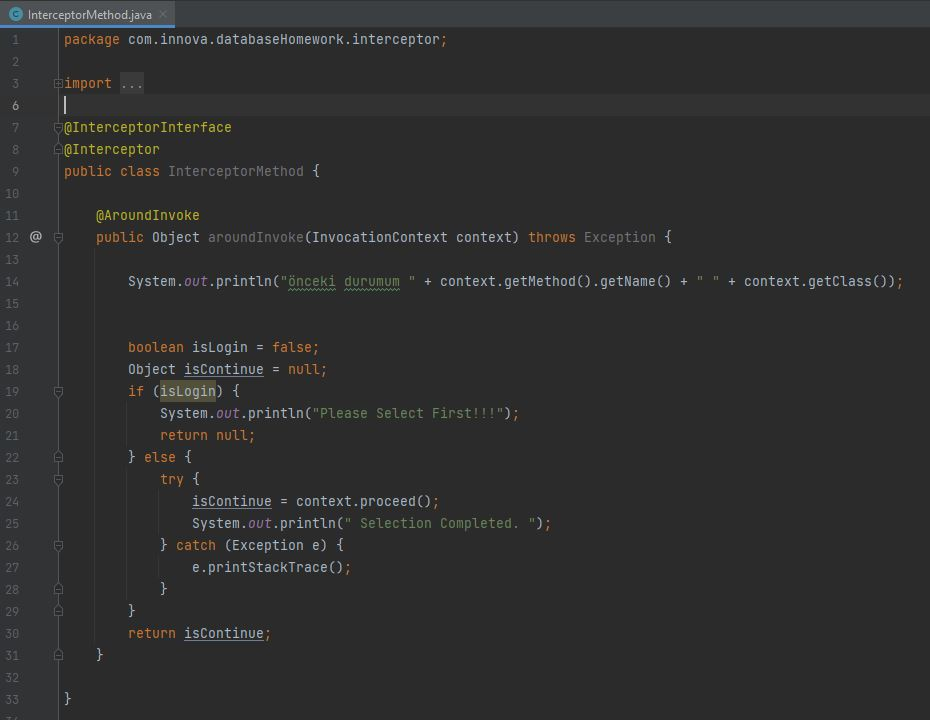 InterceptorMethod.java
1 package com.innova.databaseHomework.interceptor;
2
3 import ...
6
7 @InterceptorInterface
8 @Interceptor
9 public class InterceptorMethod {
10
11     @AroundInvoke
12 @     public Object aroundInvoke(InvocationContext context) throws Exception {
13
14         System.out.println("önceki durumum " + context.getMethod().getName() + " " + context.getClass());
15
16
17         boolean isLogin = false;
18         Object isContinue = null;
19         if (isLogin) {
20             System.out.println("Please Select First!!!");
21             return null;
22         } else {
23             try {
24                 isContinue = context.proceed();
25                 System.out.println(" Selection Completed. ");
26             } catch (Exception e) {
27                 e.printStackTrace();
28             }
29         }
30         return isContinue;
31     }
32
33 }